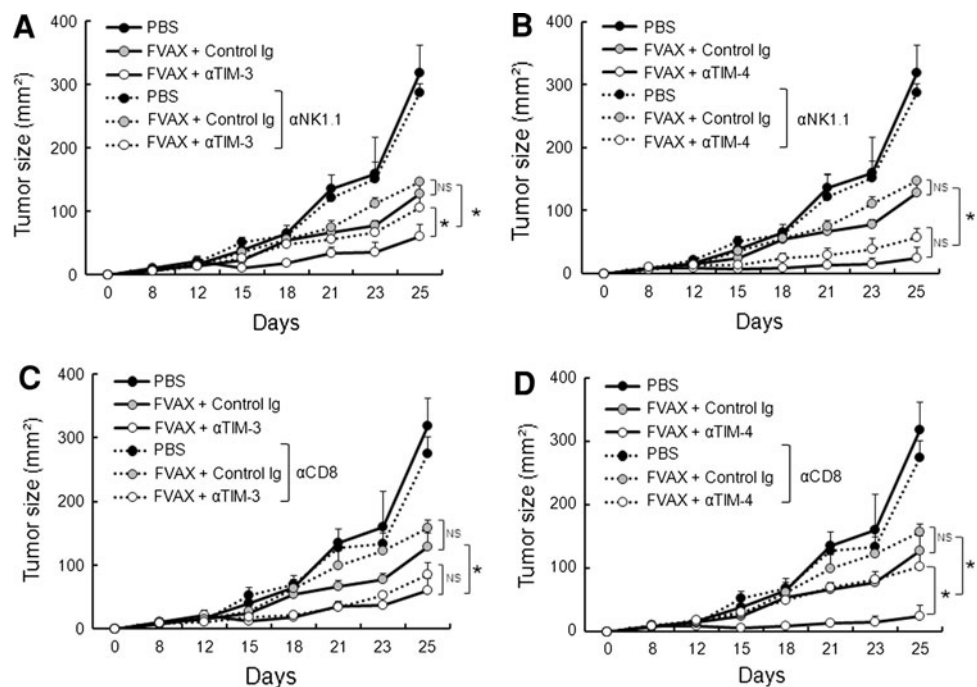 A
Tumor size (mm²)
400
300
200
100
0
PBS
FVAX + Control Ig
FVAX + αTIM-3
PBS
FVAX + Control Ig
FVAX + αTIM-3
αNK1.1
NS
*
*
0 8 12 15 18 21 23 25
Days
B
Tumor size (mm²)
400
300
200
100
0
PBS
FVAX + Control Ig
FVAX + αTIM-4
PBS
FVAX + Control Ig
FVAX + αTIM-4
αNK1.1
NS
NS
*
0 8 12 15 18 21 23 25
Days
C
Tumor size (mm²)
400
300
200
100
0
PBS
FVAX + Control Ig
FVAX + αTIM-3
PBS
FVAX + Control Ig
FVAX + αTIM-3
αCD8
NS
NS
*
0 8 12 15 18 21 23 25
Days
D
Tumor size (mm²)
400
300
200
100
0
PBS
FVAX + Control Ig
FVAX + αTIM-4
PBS
FVAX + Control Ig
FVAX + αTIM-4
αCD8
NS
*
*
0 8 12 15 18 21 23 25
Days